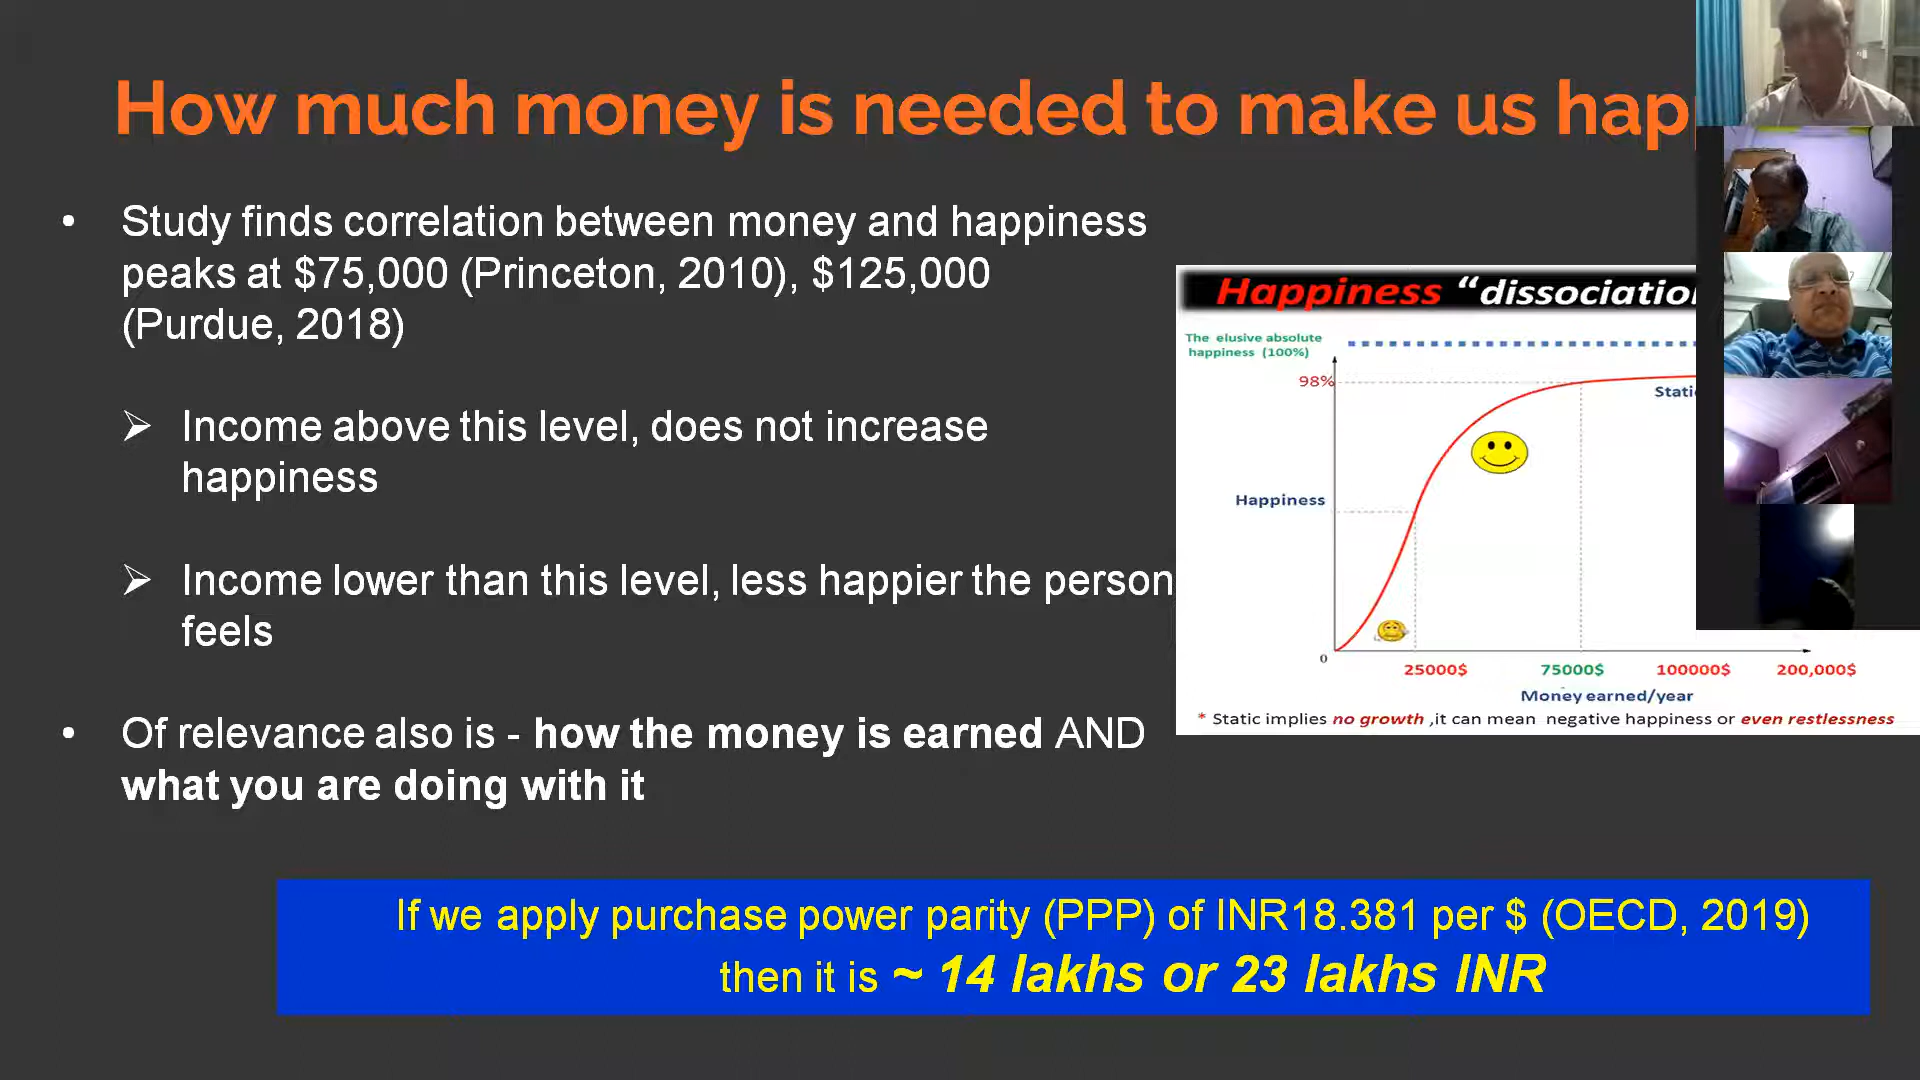 How much money is needed to make us hap
• Study finds correlation between money and happiness
peaks at $75,000 (Princeton, 2010), $125,000
(Purdue, 2018)
➢ Income above this level, does not increase
happiness
➢ Income lower than this level, less happier the person
feels
• Of relevance also is - how the money is earned AND
what you are doing with it
Happiness “dissociation
The elusive absolute
happiness (100%)
98%
Static
Happiness
0
25000$ 75000$ 100000$ 200,000$
Money earned/year
* Static implies no growth ,it can mean negative happiness or even restlessness
If we apply purchase power parity (PPP) of INR18.381 per $ (OECD, 2019)
then it is ~ 14 lakhs or 23 lakhs INR